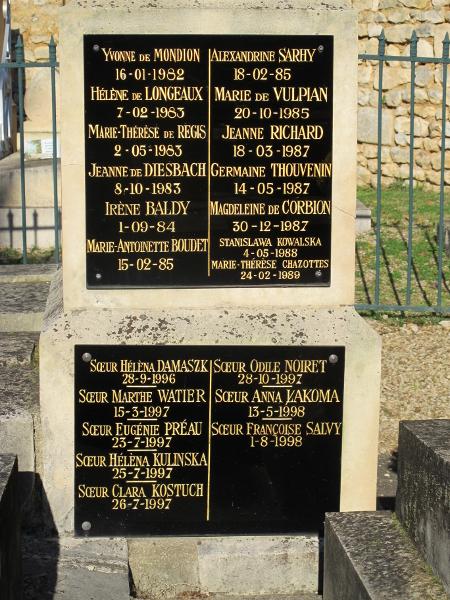 Yvonne de MONDION
16-01-1982
Hélène de LONGEAUX
7-02-1983
Marie-Thérèsé de REGIS
2-05-1983
Jeanne de DIESBACH
8-10-1983
Irène BALDY
1-09-84
Marie-Antoinette BOUDET
15-02-85
Alexandrine SARHY
18-02-85
Marie de VULPIAN
20-10-1985
Jeanne RICHARD
18-03-1987
Germaine THOUVENIN
14-05-1987
Magdeleine de CORBION
30-12-1987
Stanislawa KOWALSKA
4-05-1988
Marie-Thérèse CHAZOTTES
24-02-1989
Sœur Hélèna DAMASZK
28-9-1996
Sœur Marthe WATIER
15-3-1997
Sœur Eugénie PRÉAU
23-7-1997
Sœur Hélèna KULINSKA
25-7-1997
Sœur Clara KOSTUCH
26-7-1997
Sœur Odile NOIRET
28-10-1997
Sœur Anna ŁAKOMA
13-5-1998
Sœur Françoise SALVY
1-8-1998